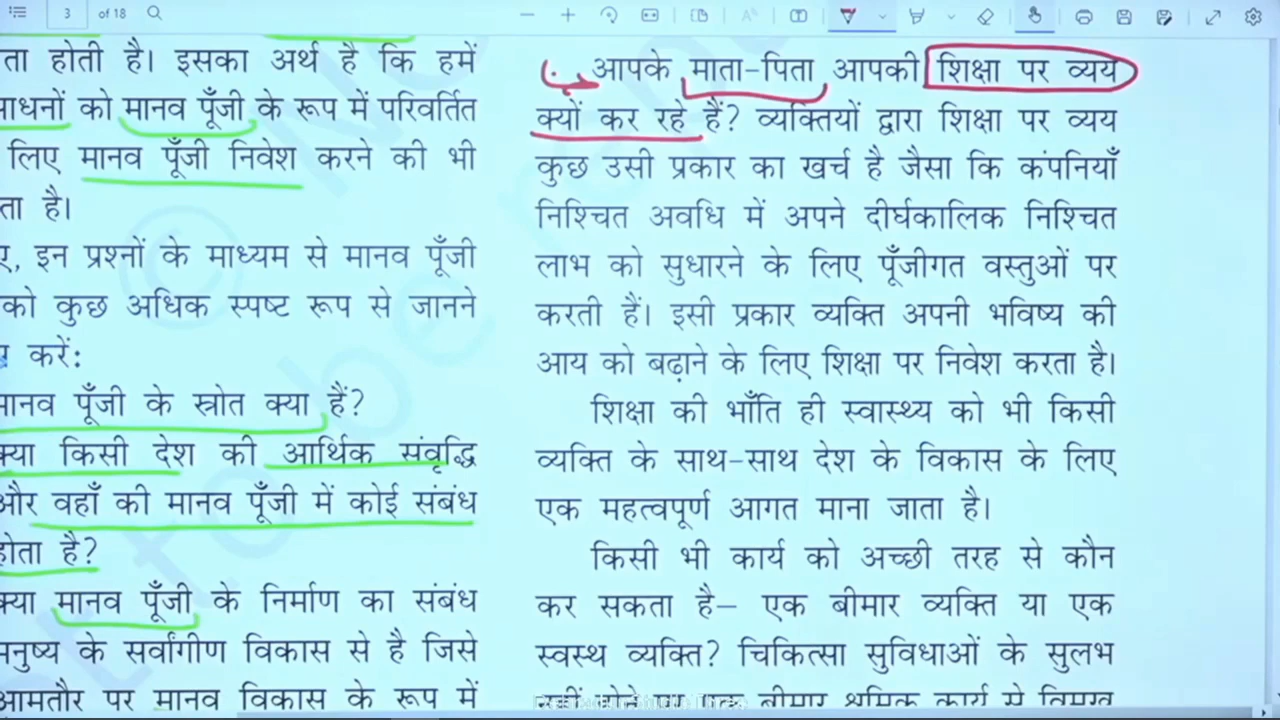 3 of 18
ता होती है। इसका अर्थ है कि हमें
साधनों को मानव पूँजी के रूप में परिवर्तित
लिए मानव पूँजी निवेश करने की भी
ता है।
ए, इन प्रश्नों के माध्यम से मानव पूँजी
को कुछ अधिक स्पष्ट रूप से जानने
करें:
मानव पूँजी के स्रोत क्या हैं?
क्या किसी देश की आर्थिक संवृद्धि
और वहाँ की मानव पूँजी में कोई संबंध
होता है?
क्या मानव पूँजी के निर्माण का संबंध
मनुष्य के सर्वांगीण विकास से है जिसे
आमतौर पर मानव विकास के रूप में
आपके माता-पिता आपकी शिक्षा पर व्यय
क्यों कर रहे हैं? व्यक्तियों द्वारा शिक्षा पर व्यय
कुछ उसी प्रकार का खर्च है जैसा कि कंपनियाँ
निश्चित अवधि में अपने दीर्घकालिक निश्चित
लाभ को सुधारने के लिए पूँजीगत वस्तुओं पर
करती हैं। इसी प्रकार व्यक्ति अपनी भविष्य की
आय को बढ़ाने के लिए शिक्षा पर निवेश करता है।
शिक्षा की भाँति ही स्वास्थ्य को भी किसी
व्यक्ति के साथ-साथ देश के विकास के लिए
एक महत्वपूर्ण आगत माना जाता है।
किसी भी कार्य को अच्छी तरह से कौन
कर सकता है– एक बीमार व्यक्ति या एक
स्वस्थ व्यक्ति? चिकित्सा सुविधाओं के सुलभ
बीमार श्रमिक कार्य से विमुख